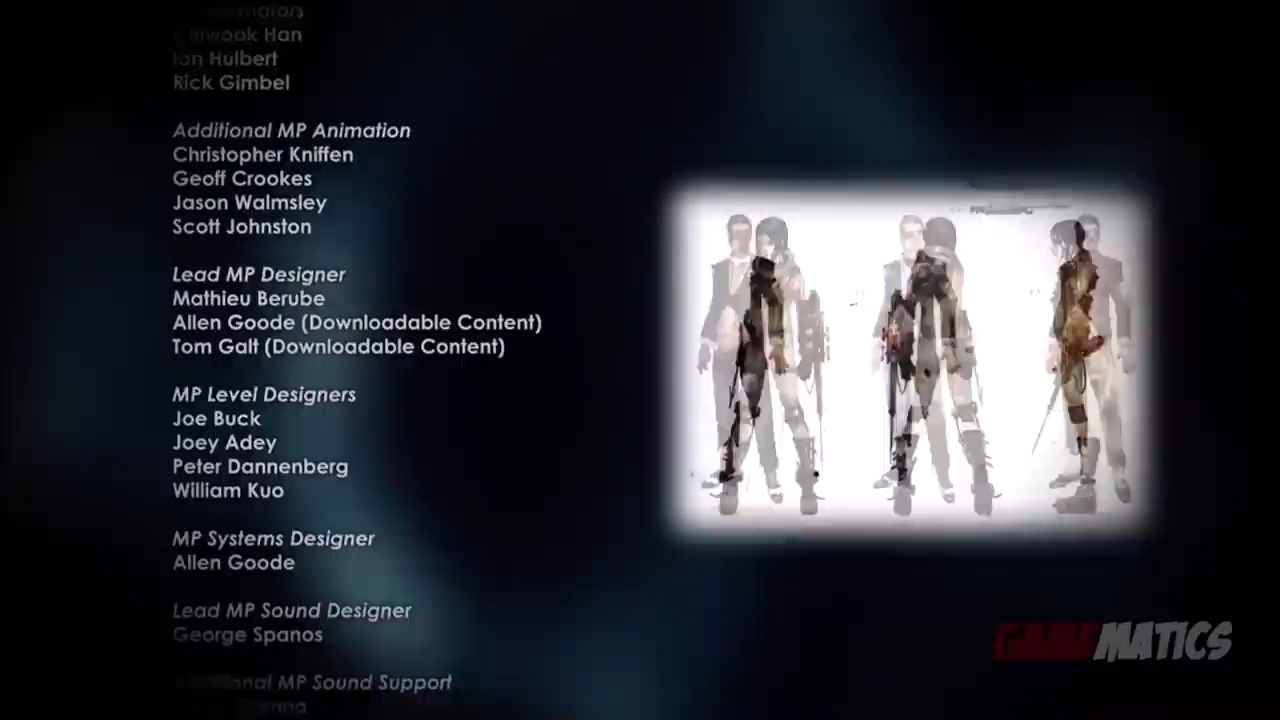 Han
Ian Hulbert
Rick Gimbel
Additional MP Animation
Christopher Kniffen
Geoff Crookes
Jason Walmsley
Scott Johnston
Lead MP Designer
Mathieu Berube
Allen Goode (Downloadable Content)
Tom Galt (Downloadable Content)
MP Level Designers
Joe Buck
Joey Adey
Peter Dannenberg
William Kuo
MP Systems Designer
Allen Goode
Lead MP Sound Designer
George Spanos
MP Sound Support
GAMEMATICS